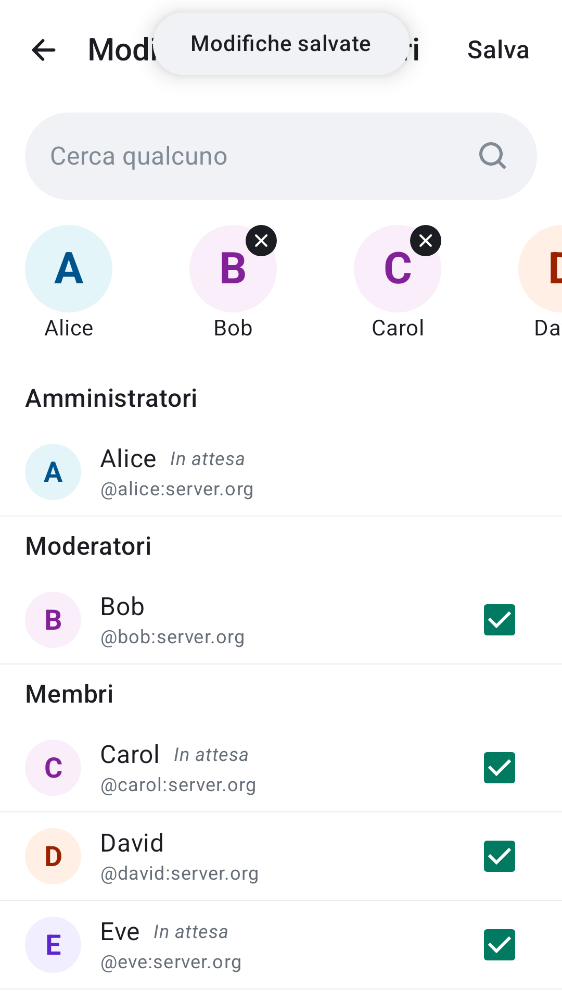 Modi
Modifiche salvate
ri
Salva
Cerca qualcuno
A
B
C
D
Alice
Bob
Carol
Da
Amministratori
A
Alice In attesa
@alice:server.org
Moderatori
B
Bob
@bob:server.org
Membri
C
Carol In attesa
@carol:server.org
D
David
@david:server.org
E
Eve In attesa
@eve:server.org